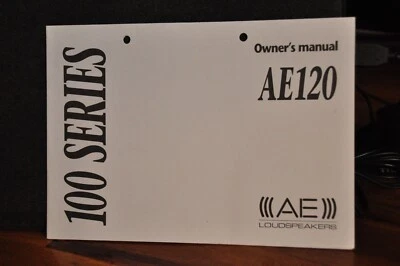 100 SERIES
Owner's manual
AE120
AE
LOUDSPEAKERS